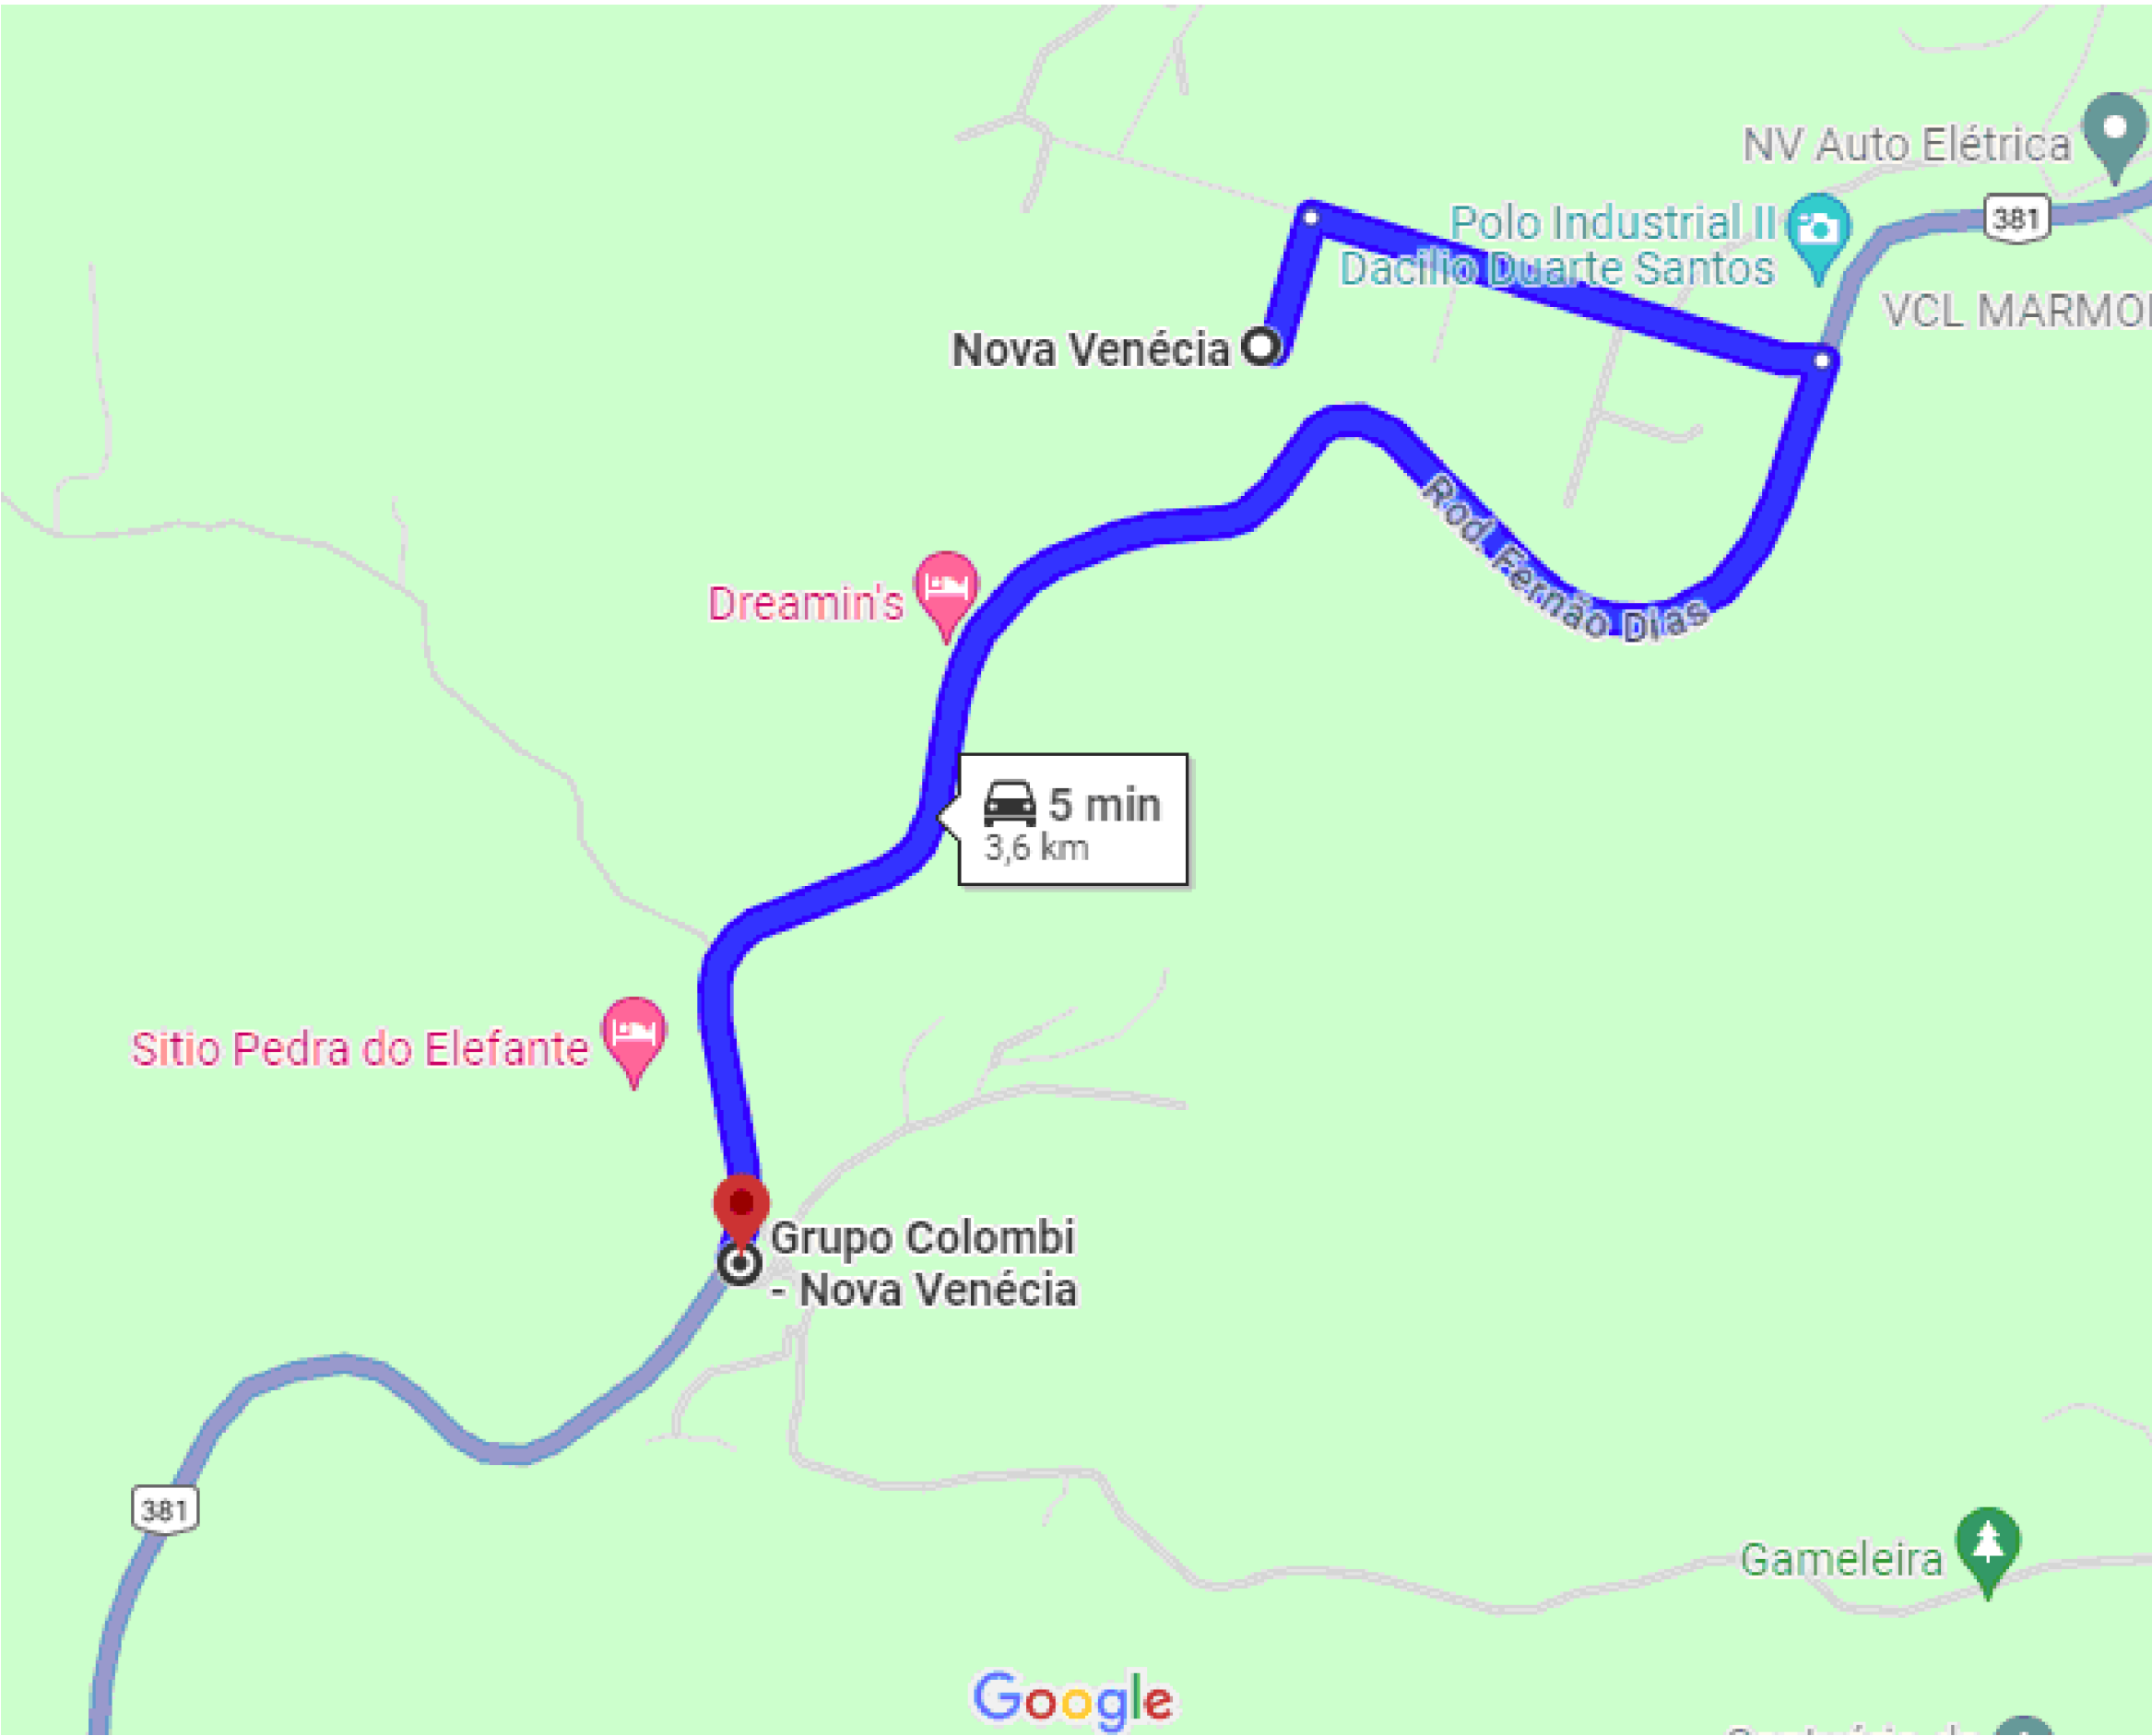 NV Auto Elétrica
381
Polo Industrial II
Dacilio Duarte Santos
VCL MARMO
Nova Venécia
Rod. Fernão Dias
Dreamin's
5 min
3,6 km
Sitio Pedra do Elefante
Grupo Colombi
- Nova Venécia
381
Gameleira
Google